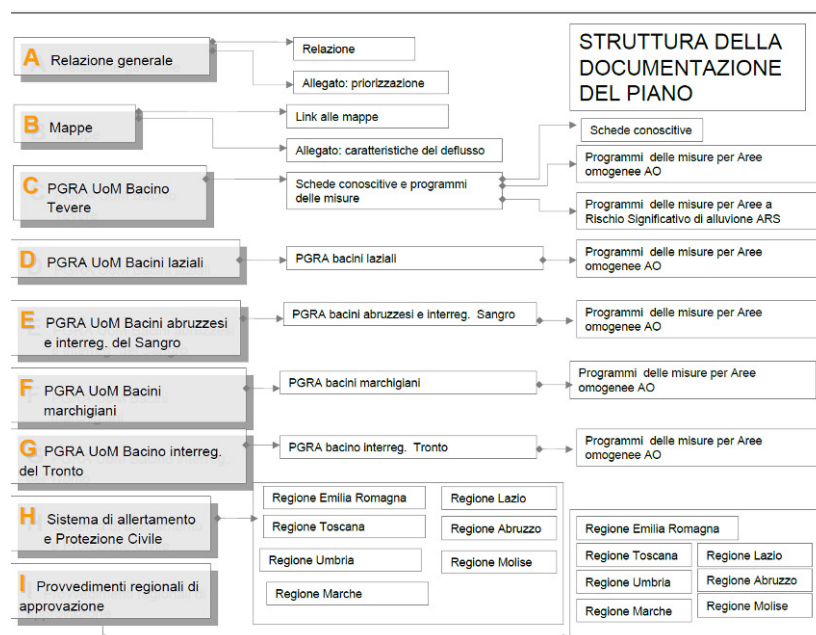 STRUTTURA DELLA
DOCUMENTAZIONE
DEL PIANO
A Relazione generale
Relazione
Allegato: priorizzazione
B Mappe
Link alle mappe
Allegato: caratteristiche del deflusso
C PGRA UoM Bacino
Tevere
Schede conoscitive e programmi
delle misure
Schede conoscitive
Programmi delle misure per Aree
omogenee AO
Programmi delle misure per Aree a
Rischio Significativo di alluvione ARS
D PGRA UoM Bacini laziali
PGRA bacini laziali
Programmi delle misure per Aree
omogenee AO
E PGRA UoM Bacini abruzzesi
e interreg. del Sangro
PGRA bacini abruzzesi e interreg. Sangro
Programmi delle misure per Aree
omogenee AO
F PGRA UoM Bacini
marchigiani
PGRA bacini marchigiani
Programmi delle misure per Aree
omogenee AO
G PGRA UoM Bacino interreg.
del Tronto
PGRA bacino interreg. Tronto
Programmi delle misure per Aree
omogenee AO
H Sistema di allertamento
e Protezione Civile
Regione Emilia Romagna
Regione Lazio
Regione Toscana
Regione Abruzzo
Regione Umbria
Regione Molise
Regione Marche
I Provvedimenti regionali di
approvazione
Regione Emilia Romagna
Regione Toscana
Regione Lazio
Regione Umbria
Regione Abruzzo
Regione Marche
Regione Molise